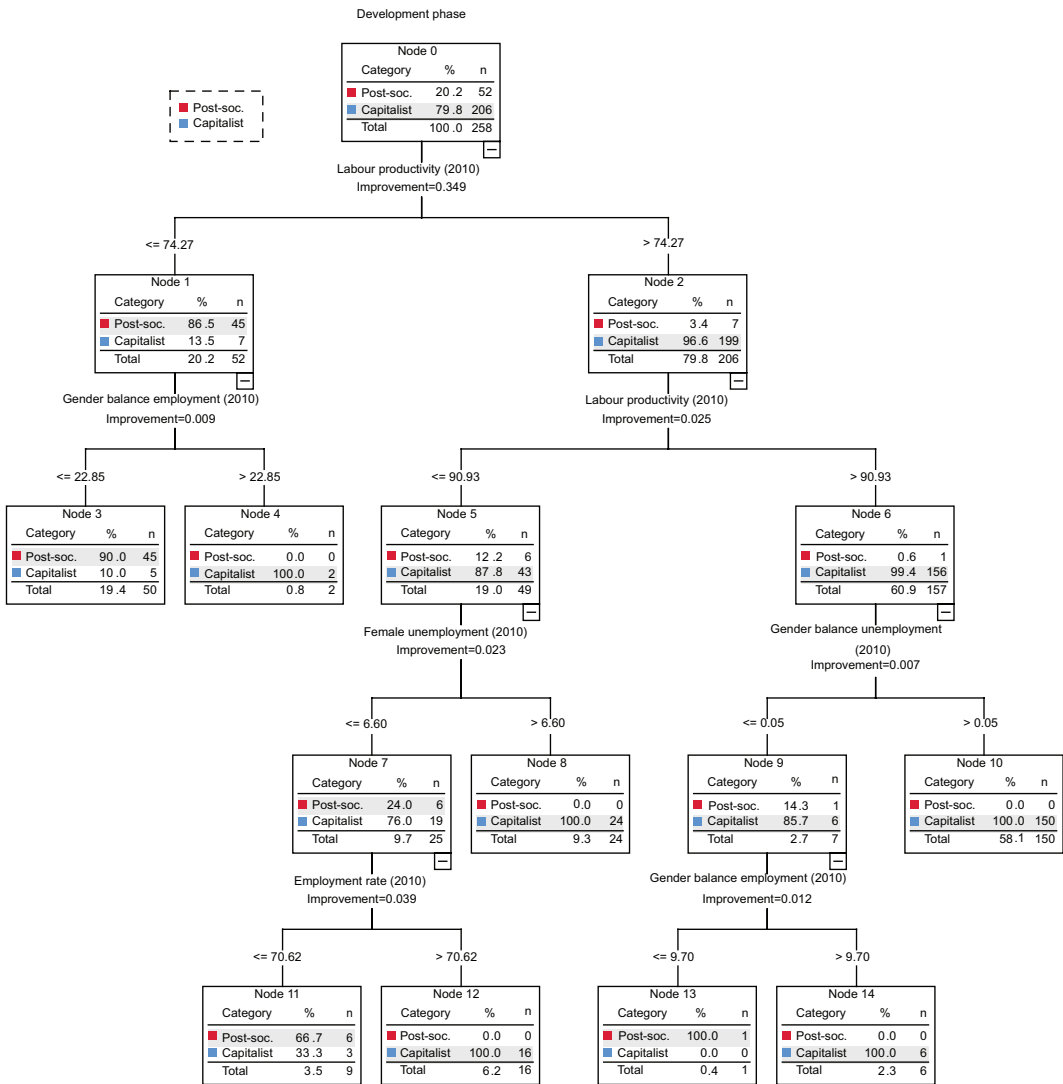 Development phase
Post-soc.
Capitalist
Node 0
Category % n
Post-soc. 20.2 52
Capitalist 79.8 206
Total 100.0 258
Labour productivity (2010)
Improvement=0.349
<= 74.27
> 74.27
Node 1
Category % n
Post-soc. 86.5 45
Capitalist 13.5 7
Total 20.2 52
Gender balance employment (2010)
Improvement=0.009
Node 2
Category % n
Post-soc. 3.4 7
Capitalist 96.6 199
Total 79.8 206
Labour productivity (2010)
Improvement=0.025
<= 22.85
> 22.85
<= 90.93
> 90.93
Node 3
Category % n
Post-soc. 90.0 45
Capitalist 10.0 5
Total 19.4 50
Node 4
Category % n
Post-soc. 0.0 0
Capitalist 100.0 2
Total 0.8 2
Node 5
Category % n
Post-soc. 12.2 6
Capitalist 87.8 43
Total 19.0 49
Female unemployment (2010)
Improvement=0.023
Node 6
Category % n
Post-soc. 0.6 1
Capitalist 99.4 156
Total 60.9 157
Gender balance unemployment
(2010)
Improvement=0.007
<= 6.60
> 6.60
<= 0.05
> 0.05
Node 7
Category % n
Post-soc. 24.0 6
Capitalist 76.0 19
Total 9.7 25
Employment rate (2010)
Improvement=0.039
Node 8
Category % n
Post-soc. 0.0 0
Capitalist 100.0 24
Total 9.3 24
Node 9
Category % n
Post-soc. 14.3 1
Capitalist 85.7 6
Total 2.7 7
Gender balance employment (2010)
Improvement=0.012
Node 10
Category % n
Post-soc. 0.0 0
Capitalist 100.0 150
Total 58.1 150
<= 70.62
> 70.62
<= 9.70
> 9.70
Node 11
Category % n
Post-soc. 66.7 6
Capitalist 33.3 3
Total 3.5 9
Node 12
Category % n
Post-soc. 0.0 0
Capitalist 100.0 16
Total 6.2 16
Node 13
Category % n
Post-soc. 100.0 1
Capitalist 0.0 0
Total 0.4 1
Node 14
Category % n
Post-soc. 0.0 0
Capitalist 100.0 6
Total 2.3 6